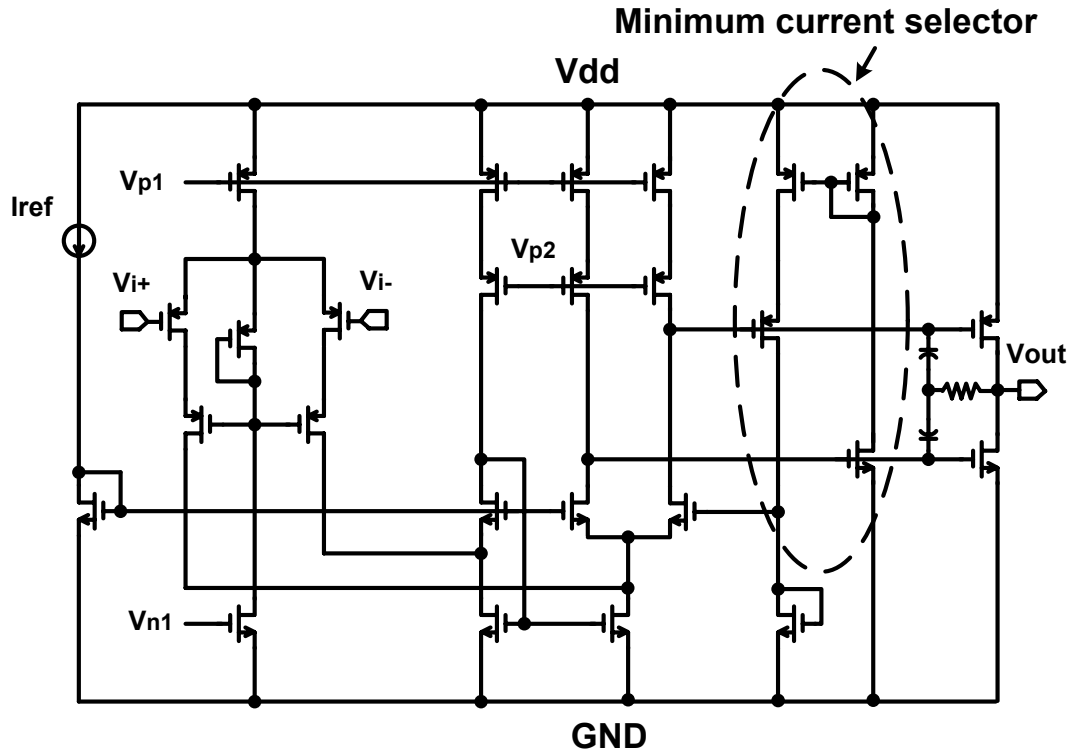 Minimum current selector
Vdd
Vp1
Iref
Vp2
Vi+
Vi-
Vout
Vn1
GND